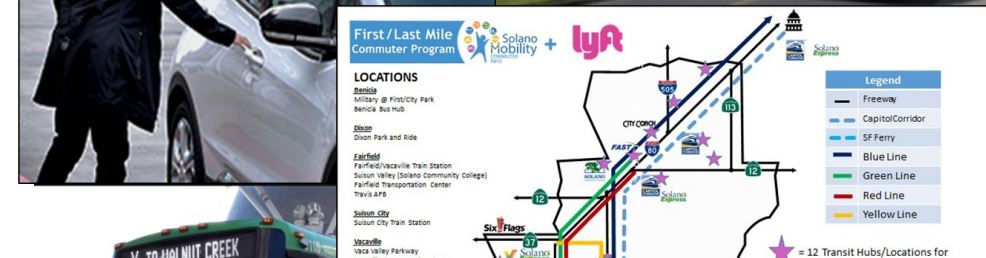 First/Last Mile
Commuter Program
Solano
Mobility
COMMUTER
INFO
+
lyft
LOCATIONS
Benicia
Military @ First/City Park
Benicia Bus Hub
Dixon
Dixon Park and Ride
Fairfield
Fairfield/Vacaville Train Station
Suisun Valley (Solano Community College)
Fairfield Transportation Center
Travis AFB
Suisun City
Suisun City Train Station
Vacaville
Vaca Valley Parkway
505
113
CITY COACH
FAST
80
12
12
SOLANO
Solano
Express
Solano
Express
Six Flags
37
Solano
Legend
Freeway
CapitolCorridor
SF Ferry
Blue Line
Green Line
Red Line
Yellow Line
= 12 Transit Hubs/Locations for
Y TO WALNUT CREEK